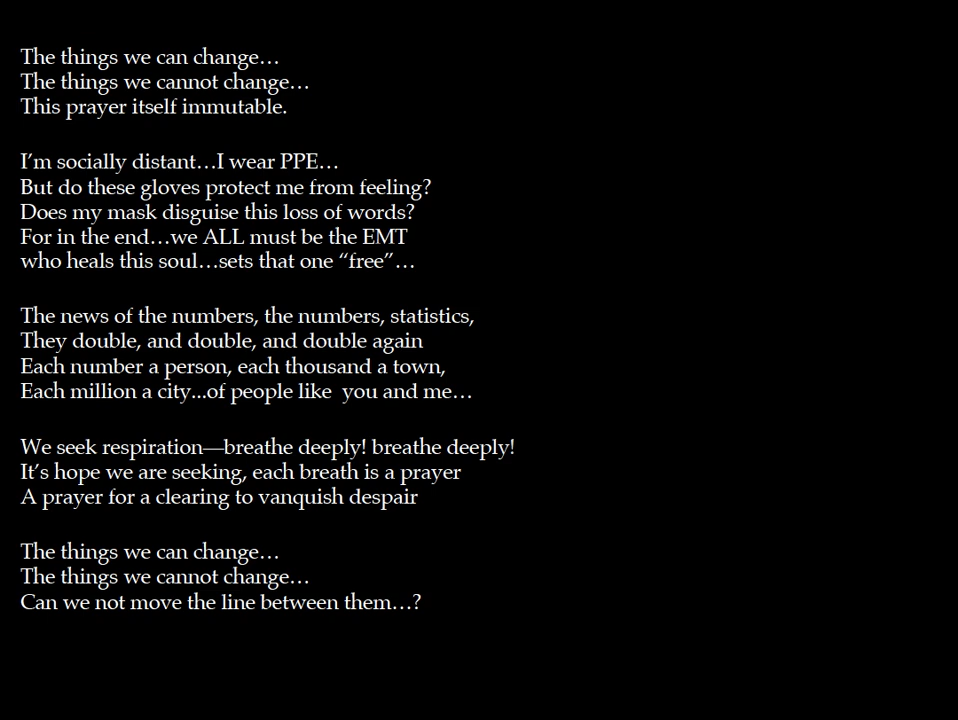 The things we can change…
The things we cannot change…
This prayer itself immutable.
I’m socially distant…I wear PPE…
But do these gloves protect me from feeling?
Does my mask disguise this loss of words?
For in the end…we ALL must be the EMT
who heals this soul…sets that one “free”…
The news of the numbers, the numbers, statistics,
They double, and double, and double again
Each number a person, each thousand a town,
Each million a city...of people like  you and me…
We seek respiration—breathe deeply! breathe deeply!
It’s hope we are seeking, each breath is a prayer
A prayer for a clearing to vanquish despair
The things we can change…
The things we cannot change…
Can we not move the line between them…?